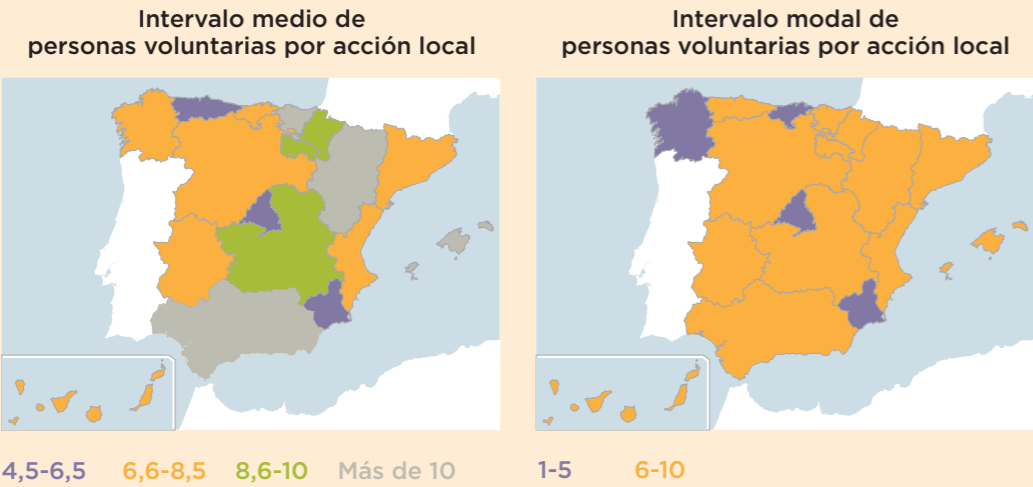 Intervalo medio de
personas voluntarias por acción local
4,5-6,5 6,6-8,5 8,6-10 Más de 10
Intervalo modal de
personas voluntarias por acción local
1-5 6-10